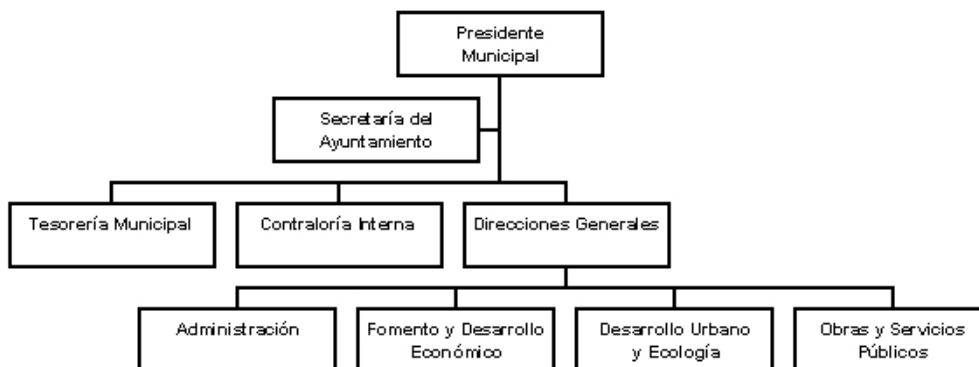 Presidente
Municipal
Secretaría del
Ayuntamiento
Tesorería Municipal
Contraloría Interna
Direcciones Generales
Administración
Fomento y Desarrollo
Económico
Desarrollo Urbano
y Ecología
Obras y Servicios
Públicos